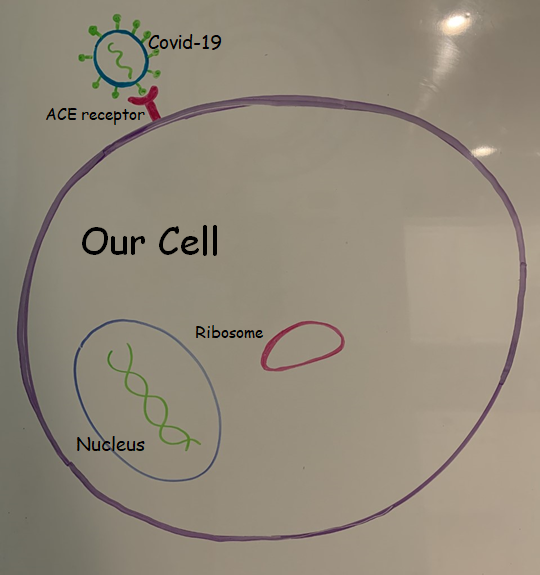 Covid-19
ACE receptor
Our Cell
Ribosome
Nucleus